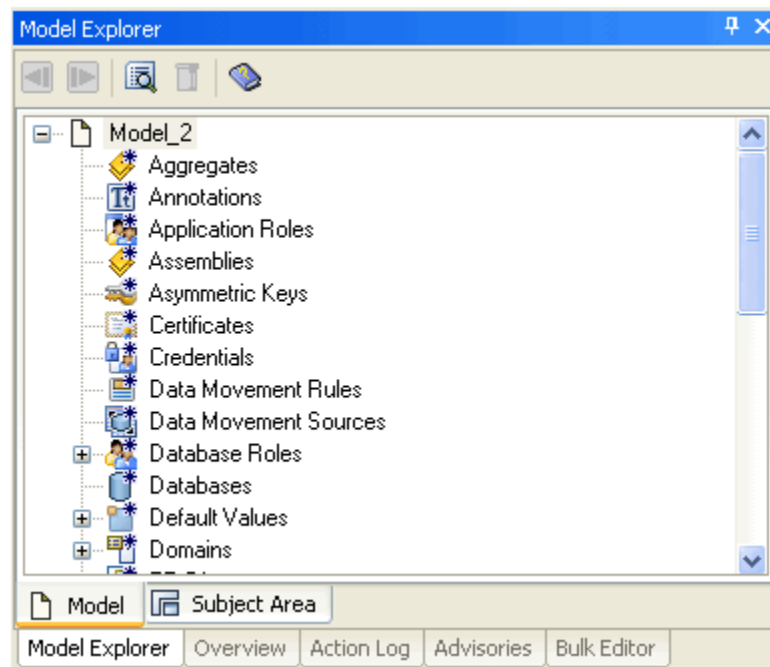 Model Explorer
Model_2
Aggregates
Annotations
Application Roles
Assemblies
Asymmetric Keys
Certificates
Credentials
Data Movement Rules
Data Movement Sources
Database Roles
Databases
Default Values
Domains
Model Subject Area
Model Explorer Overview Action Log Advisories Bulk Editor